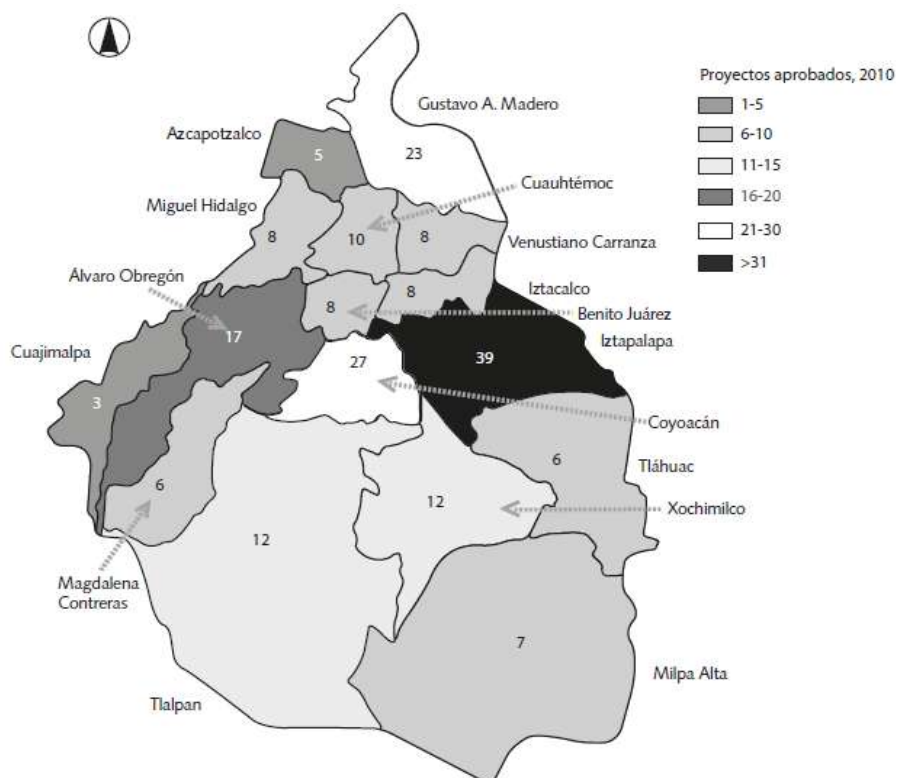 Gustavo A. Madero
Proyectos aprobados, 2010
1-5
6-10
11-15
16-20
21-30
>31
Azcapotzalco
5
23
Cuauhtémoc
Miguel Hidalgo
8
10
8
Venustiano Carranza
Álvaro Obregón
Iztacalco
8
8
Benito Juárez
17
Iztapalapa
Cuajimalpa
27
39
3
Coyoacán
6
Tláhuac
6
12
Xochimilco
12
Magdalena
Contreras
7
Milpa Alta
Tlalpan